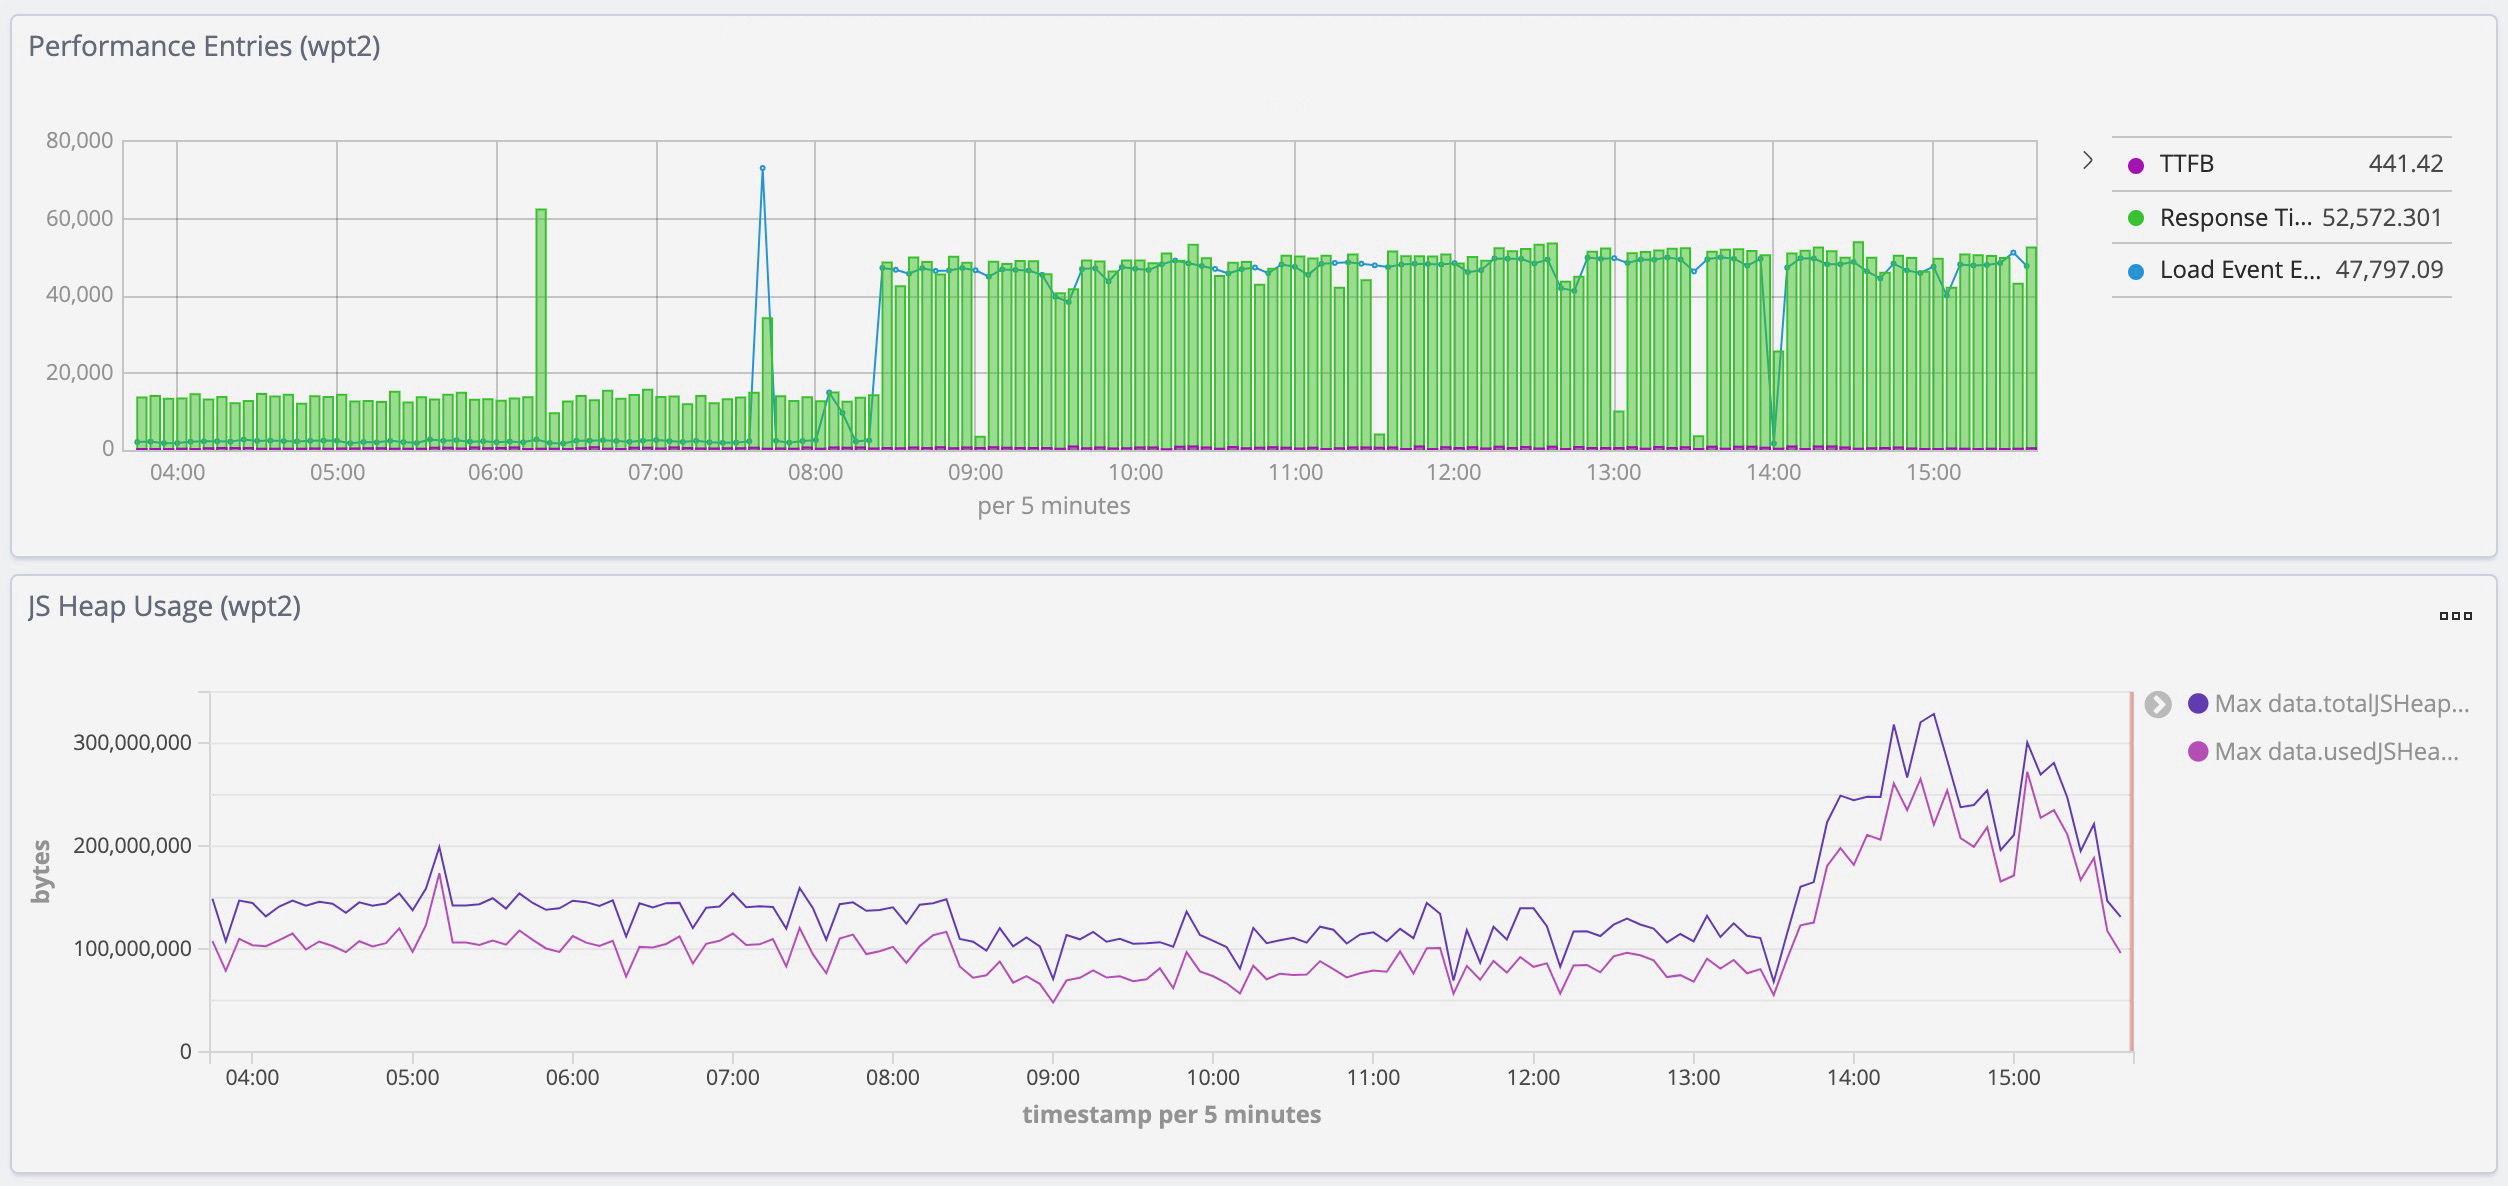 Performance Entries (wpt2)
80,000
60,000
40,000
20,000
0
04:00 05:00 06:00 07:00 08:00 09:00 10:00 11:00 12:00 13:00 14:00 15:00
per 5 minutes
TTFB 441.42
Response Ti... 52,572.301
Load Event E... 47,797.09
JS Heap Usage (wpt2)
bytes
300,000,000
200,000,000
100,000,000
0
04:00 05:00 06:00 07:00 08:00 09:00 10:00 11:00 12:00 13:00 14:00 15:00
timestamp per 5 minutes
Max data.totalJSHeap...
Max data.usedJSHea...